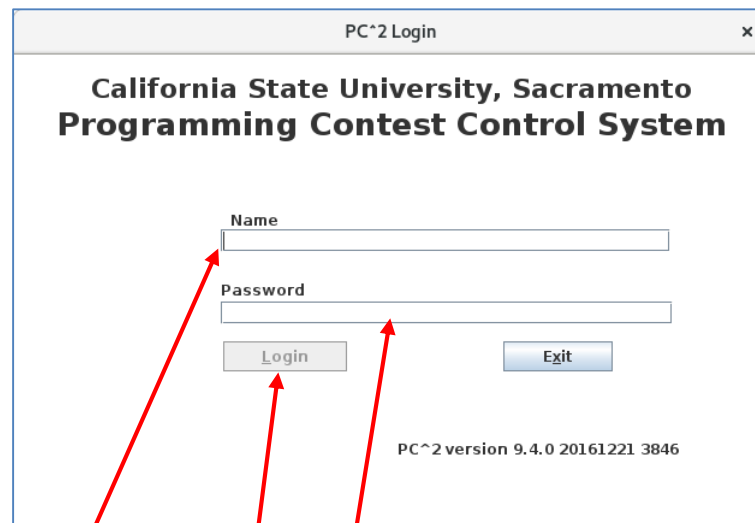 PC^2 Login
×
California State University, Sacramento
Programming Contest Control System
Name
Password
Login
Exit
PC^2 version 9.4.0 20161221 3846